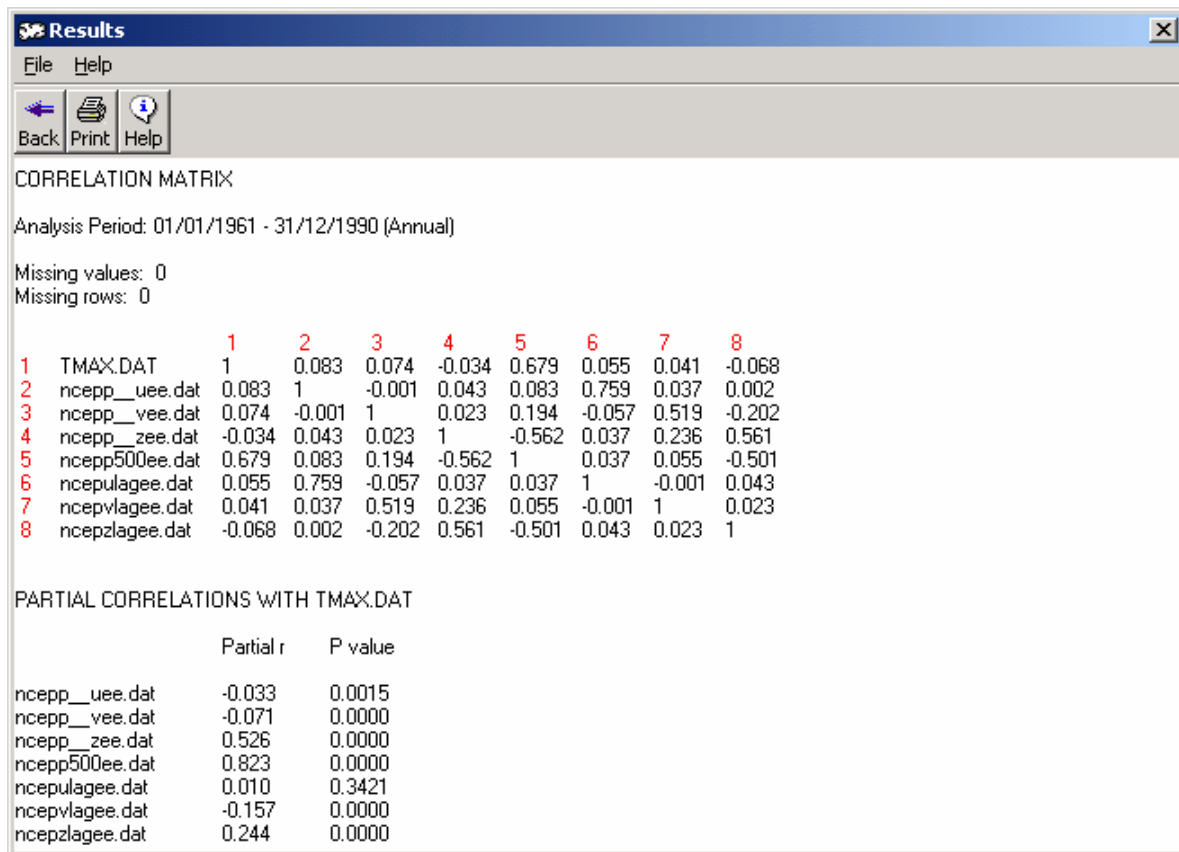 Results
File Help
Back Print Help
CORRELATION MATRIX
Analysis Period: 01/01/1961 - 31/12/1990 (Annual)
Missing values: 0
Missing rows: 0
1 2 3 4 5 6 7 8
1 TMAX.DAT 1 0.083 0.074 -0.034 0.679 0.055 0.041 -0.068
2 ncepp__uee.dat 0.083 1 -0.001 0.043 0.083 0.759 0.037 0.002
3 ncepp__vee.dat 0.074 -0.001 1 0.023 0.194 -0.057 0.519 -0.202
4 ncepp__zee.dat -0.034 0.043 0.023 1 -0.562 0.037 0.236 0.561
5 ncepp500ee.dat 0.679 0.083 0.194 -0.562 1 0.037 0.055 -0.501
6 ncepulagee.dat 0.055 0.759 -0.057 0.037 0.037 1 -0.001 0.043
7 ncepvlagee.dat 0.041 0.037 0.519 0.236 0.055 -0.001 1 0.023
8 ncepzlagee.dat -0.068 0.002 -0.202 0.561 -0.501 0.043 0.023 1
PARTIAL CORRELATIONS WITH TMAX.DAT
Partial r P value
ncepp__uee.dat -0.033 0.0015
ncepp__vee.dat -0.071 0.0000
ncepp__zee.dat 0.526 0.0000
ncepp500ee.dat 0.823 0.0000
ncepulagee.dat 0.010 0.3421
ncepvlagee.dat -0.157 0.0000
ncepzlagee.dat 0.244 0.0000